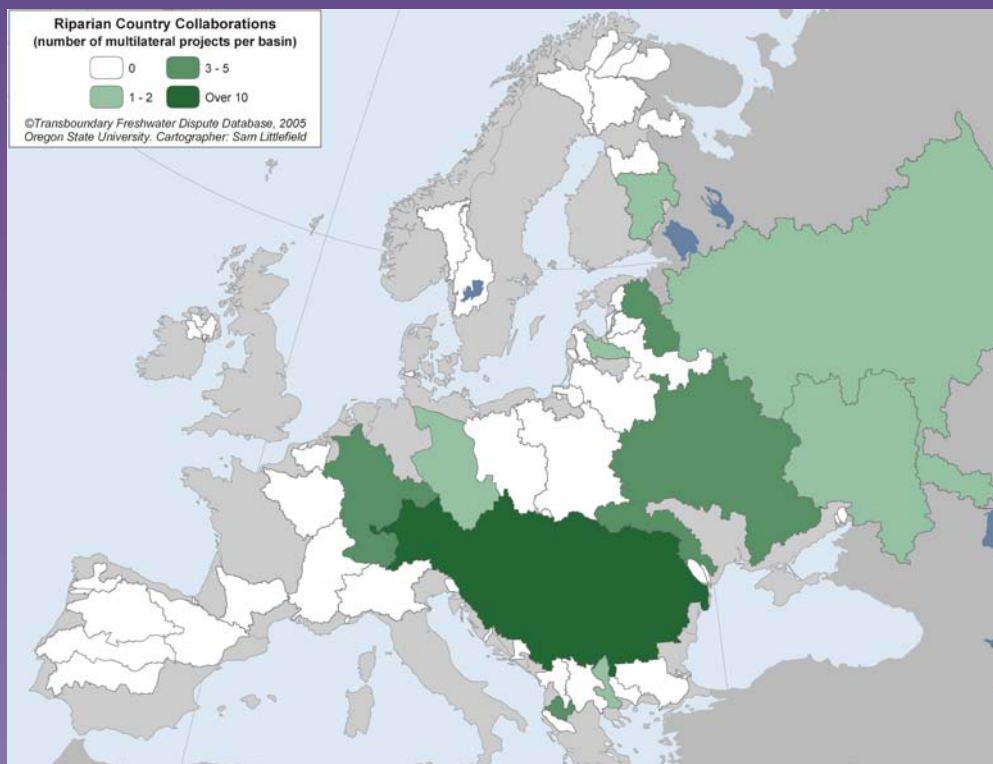 Riparian Country Collaborations
(number of multilateral projects per basin)
0
3 - 5
1 - 2
Over 10
©Transboundary Freshwater Dispute Database, 2005
Oregon State University. Cartographer: Sam Littlefield